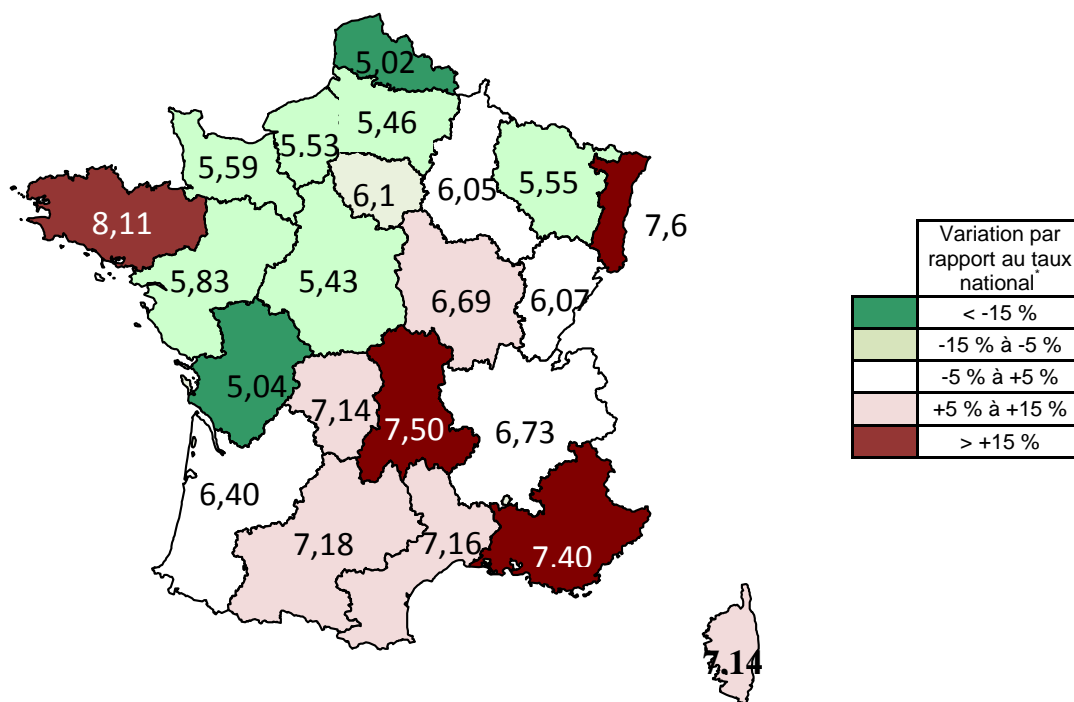 5,02
5,46
5,53
5,59
6,1
6,05
5,55
7,6
8,11
5,83
5,43
6,69
6,07
5,04
7,14
7,50
6,73
6,40
7,18
7,16
7.40
7.14
Variation par
rapport au taux
national*
< -15 %
-15 % à -5 %
-5 % à +5 %
+5 % à +15 %
> +15 %